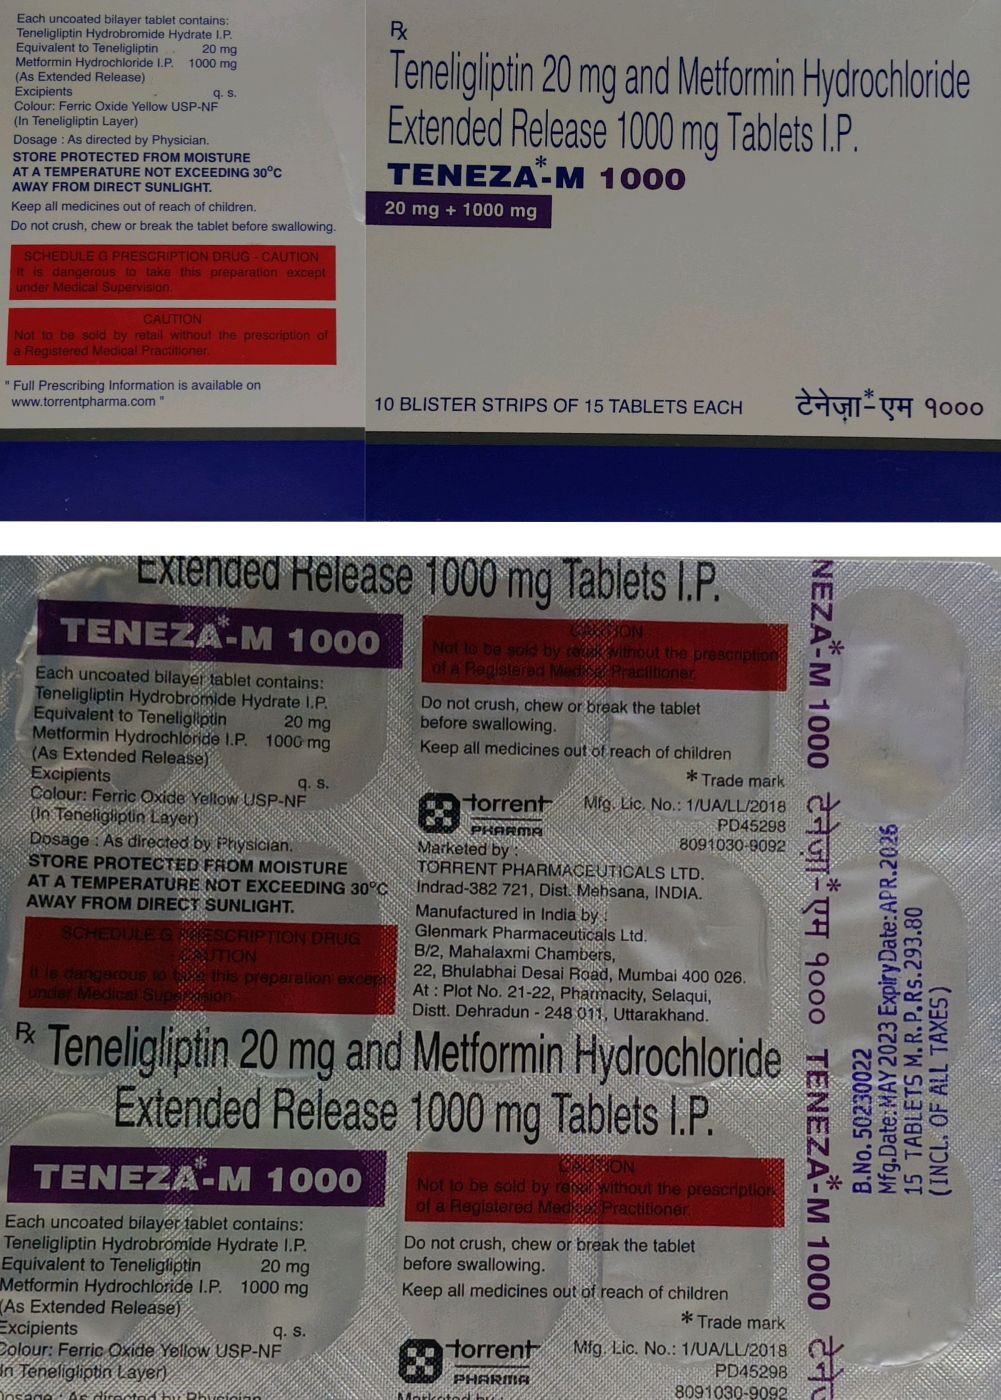 Each uncoated bilayer tablet contains:
Teneligliptin Hydrobromide Hydrate I.P.
Equivalent to Teneligliptin 20 mg
Metformin Hydrochloride I.P. 1000 mg
(As Extended Release)
Excipients q. s.
Colour: Ferric Oxide Yellow USP-NF
(In Teneligliptin Layer)
Dosage : As directed by Physician.
STORE PROTECTED FROM MOISTURE
AT A TEMPERATURE NOT EXCEEDING 30°C
AWAY FROM DIRECT SUNLIGHT.
Keep all medicines out of reach of children.
Do not crush, chew or break the tablet before swallowing.
SCHEDULE G PRESCRIPTION DRUG - CAUTION
It is dangerous to take this preparation except
under Medical Supervision.
CAUTION
Not to be sold by retail without the prescription of
a Registered Medical Practitioner.
" Full Prescribing Information is available on
www.torrentpharma.com "
Rx
Teneligliptin 20 mg and Metformin Hydrochloride
Extended Release 1000 mg Tablets I.P.
TENEZA*-M 1000
20 mg + 1000 mg
10 BLISTER STRIPS OF 15 TABLETS EACH
टेनेज़ा*-एम १०००
Extended Release 1000 mg Tablets I.P.
TENEZA*-M 1000
Each uncoated bilayer tablet contains:
Teneligliptin Hydrobromide Hydrate I.P.
Equivalent to Teneligliptin 20 mg
Metformin Hydrochloride I.P. 1000 mg
(As Extended Release)
Excipients q. s.
Colour: Ferric Oxide Yellow USP-NF
(In Teneligliptin Layer)
Dosage : As directed by Physician.
STORE PROTECTED FROM MOISTURE
AT A TEMPERATURE NOT EXCEEDING 30°C
AWAY FROM DIRECT SUNLIGHT.
SCHEDULE G PRESCRIPTION DRUG
- CAUTION
It is dangerous to take this preparation except
under Medical Supervision.
CAUTION
Not to be sold by retail without the prescription
of a Registered Medical Practitioner.
Do not crush, chew or break the tablet
before swallowing.
Keep all medicines out of reach of children
* Trade mark
torrent
PHARMA
Mfg. Lic. No.: 1/UA/LL/2018
PD45298
8091030-9092
Marketed by :
TORRENT PHARMACEUTICALS LTD.
Indrad-382 721, Dist. Mehsana, INDIA.
Manufactured in India by :
Glenmark Pharmaceuticals Ltd.
B/2, Mahalaxmi Chambers,
22, Bhulabhai Desai Road, Mumbai 400 026.
At : Plot No. 21-22, Pharmacity, Selaqui,
Distt. Dehradun - 248 011, Uttarakhand.
Rx Teneligliptin 20 mg and Metformin Hydrochloride
Extended Release 1000 mg Tablets I.P.
TENEZA*-M 1000
Each uncoated bilayer tablet contains:
Teneligliptin Hydrobromide Hydrate I.P.
Equivalent to Teneligliptin 20 mg
Metformin Hydrochloride I.P. 1000 mg
(As Extended Release)
Excipients q. s.
Colour: Ferric Oxide Yellow USP-NF
(In Teneligliptin Layer)
Dosage : As directed by Physician
CAUTION
Not to be sold by retail without the prescription
of a Registered Medical Practitioner.
Do not crush, chew or break the tablet
before swallowing.
Keep all medicines out of reach of children
* Trade mark
torrent
PHARMA
Mfg. Lic. No.: 1/UA/LL/2018
PD45298
8091030-9092
Marketed by :
NEZA*-M 1000 टेनेज़ा*-एम १००० TENEZA*-M 1000
B.No. 50230022
Mfg.Date:MAY 2023 ExpiryDate:APR.2026
15 TABLETS M.R.P.Rs.293.80
(INCL. OF ALL TAXES)